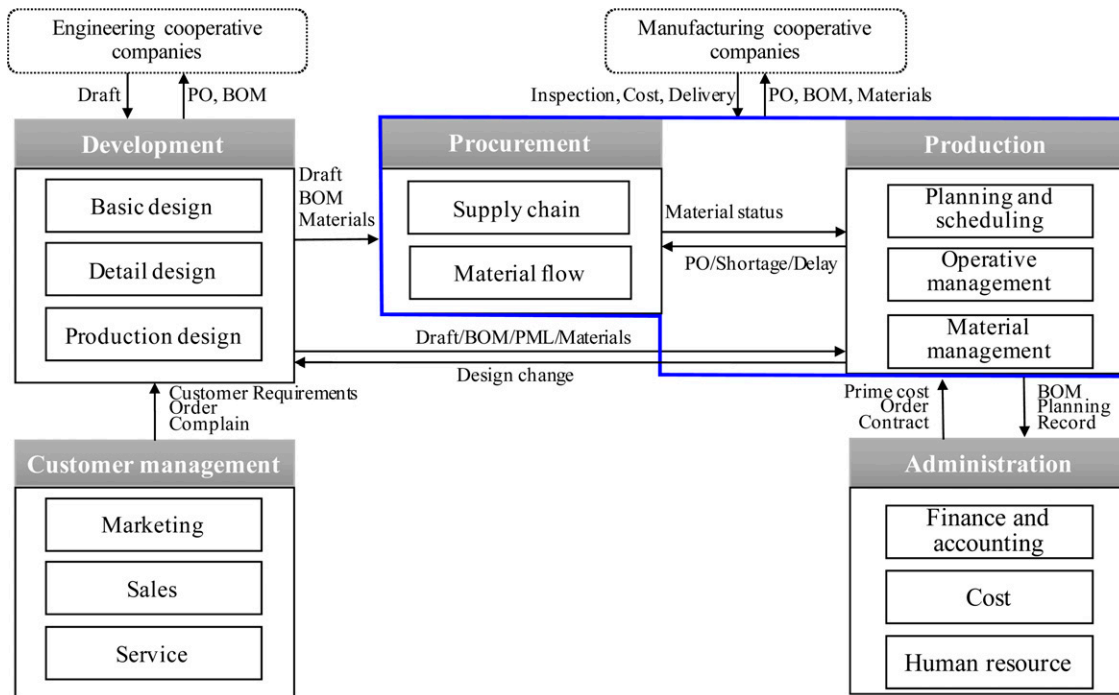 Engineering cooperative
companies
Manufacturing cooperative
companies
Draft
PO, BOM
Inspection, Cost, Delivery
PO, BOM, Materials
Development
Procurement
Production
Basic design
Detail design
Production design
Draft
BOM
Materials
Supply chain
Material flow
Material status
PO/Shortage/Delay
Planning and
scheduling
Operative
management
Material
management
Draft/BOM/PML/Materials
Design change
Customer Requirements
Order
Complain
Prime cost
Order
Contract
BOM
Planning
Record
Customer management
Administration
Marketing
Sales
Service
Finance and
accounting
Cost
Human resource